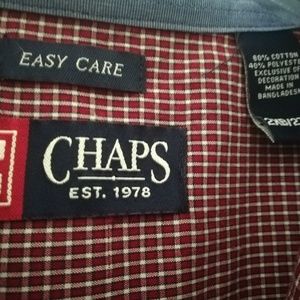 EASY CARE
CHAPS
EST. 1978
60% COTTON
40% POLYESTER
EXCLUSIVE OF
DECORATION
MADE IN
BANGLADESH